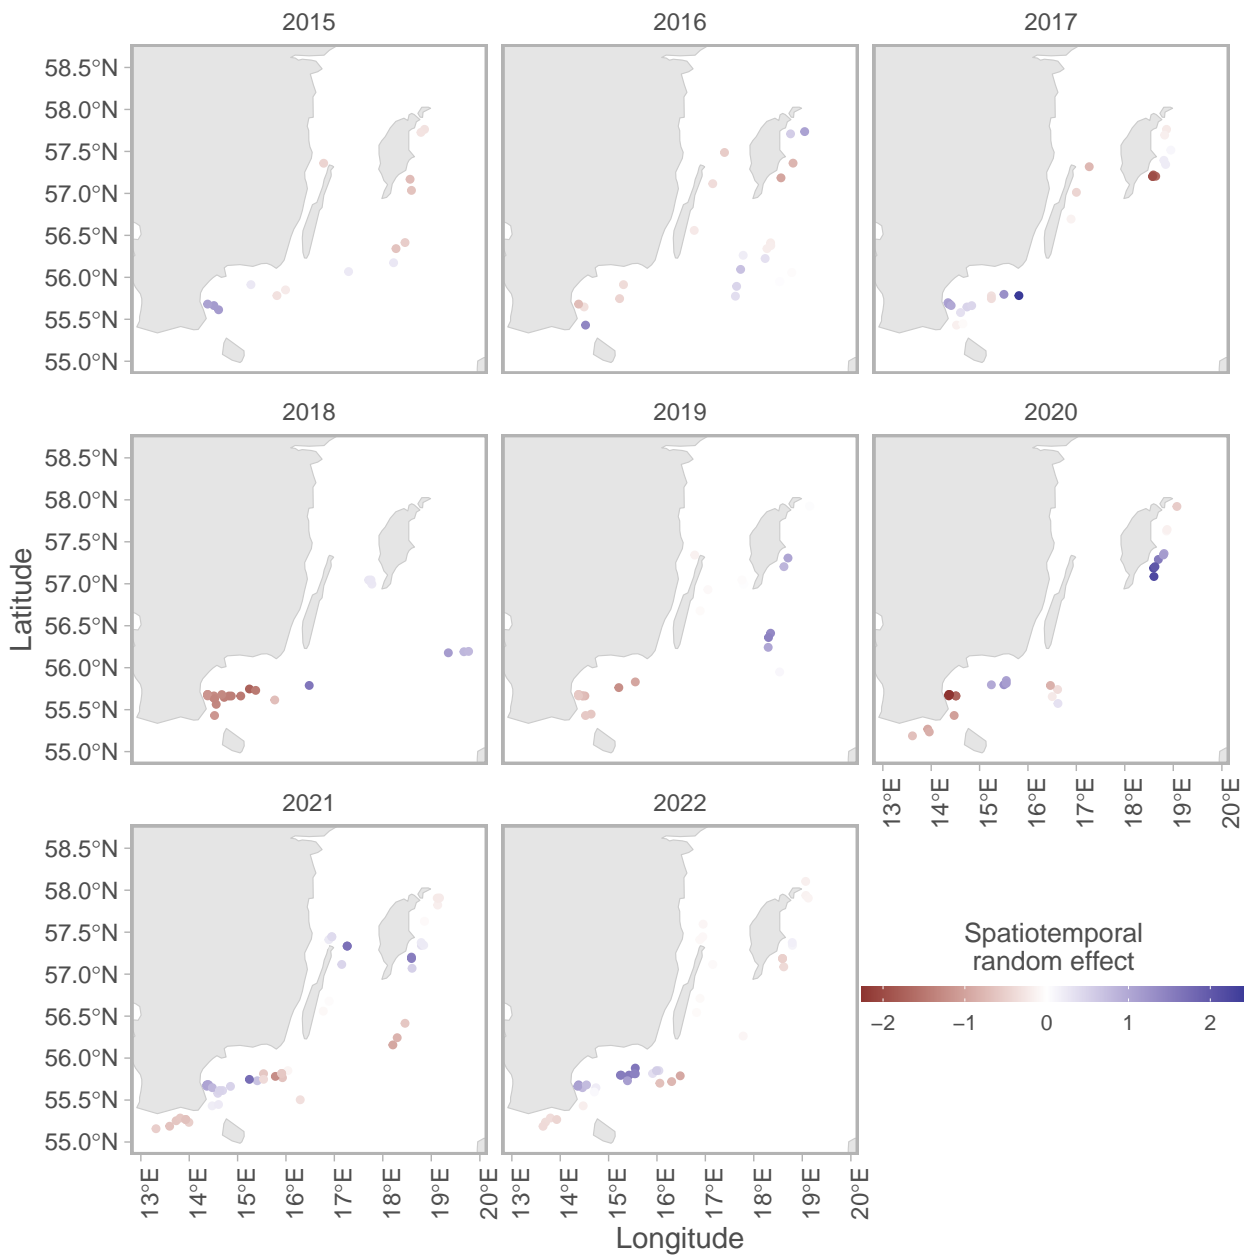 2015
2016
2017
58.5°N
58.0°N
57.5°N
57.0°N
56.5°N
56.0°N
55.5°N
55.0°N
2018
2019
2020
58.5°N
58.0°N
57.5°N
57.0°N
56.5°N
56.0°N
55.5°N
55.0°N
Latitude
13°E
14°E
15°E
16°E
17°E
18°E
19°E
20°E
2021
2022
58.5°N
58.0°N
57.5°N
57.0°N
56.5°N
56.0°N
55.5°N
55.0°N
Spatiotemporal
random effect
−2 −1 0 1 2
13°E
14°E
15°E
16°E
17°E
18°E
19°E
20°E
13°E
14°E
15°E
16°E
17°E
18°E
19°E
20°E
Longitude